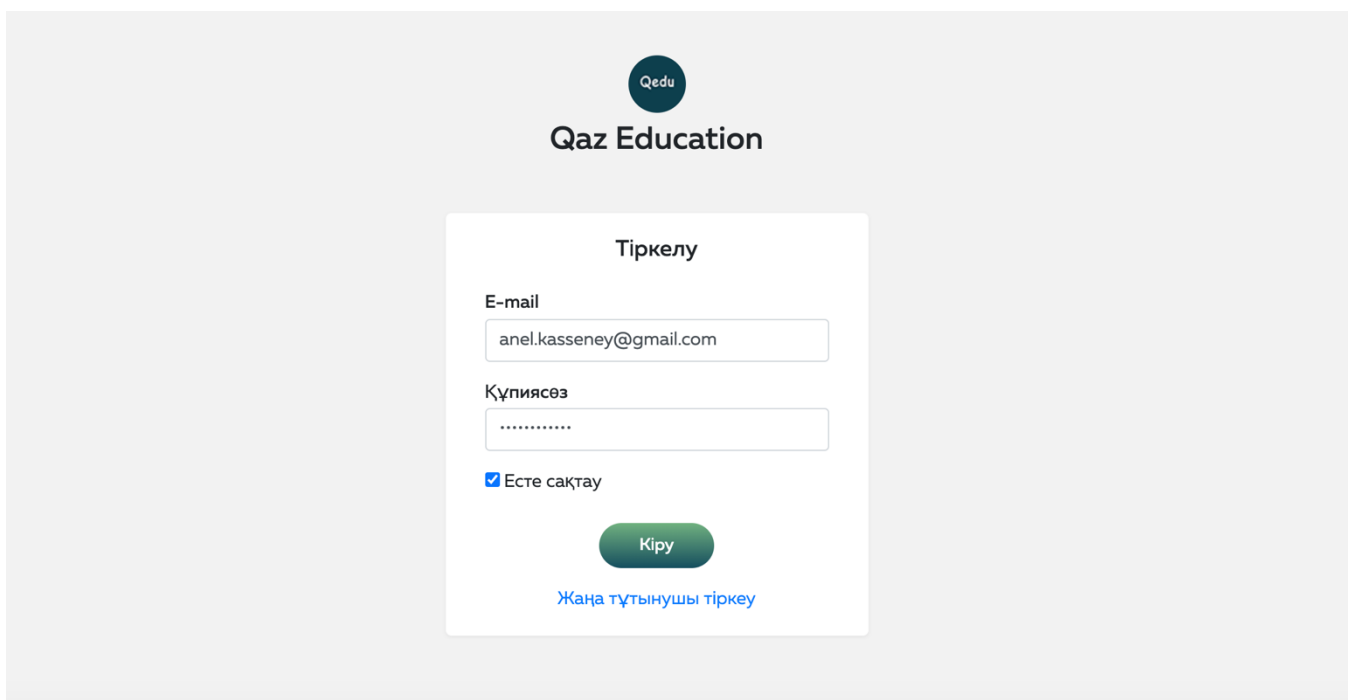 Qedu
Qaz Education
Тіркелу
E-mail
anel.kasseney@gmail.com
Құпиясөз
••••••••••••
Есте сақтау
Кіру
Жаңа тұтынушы тіркеу